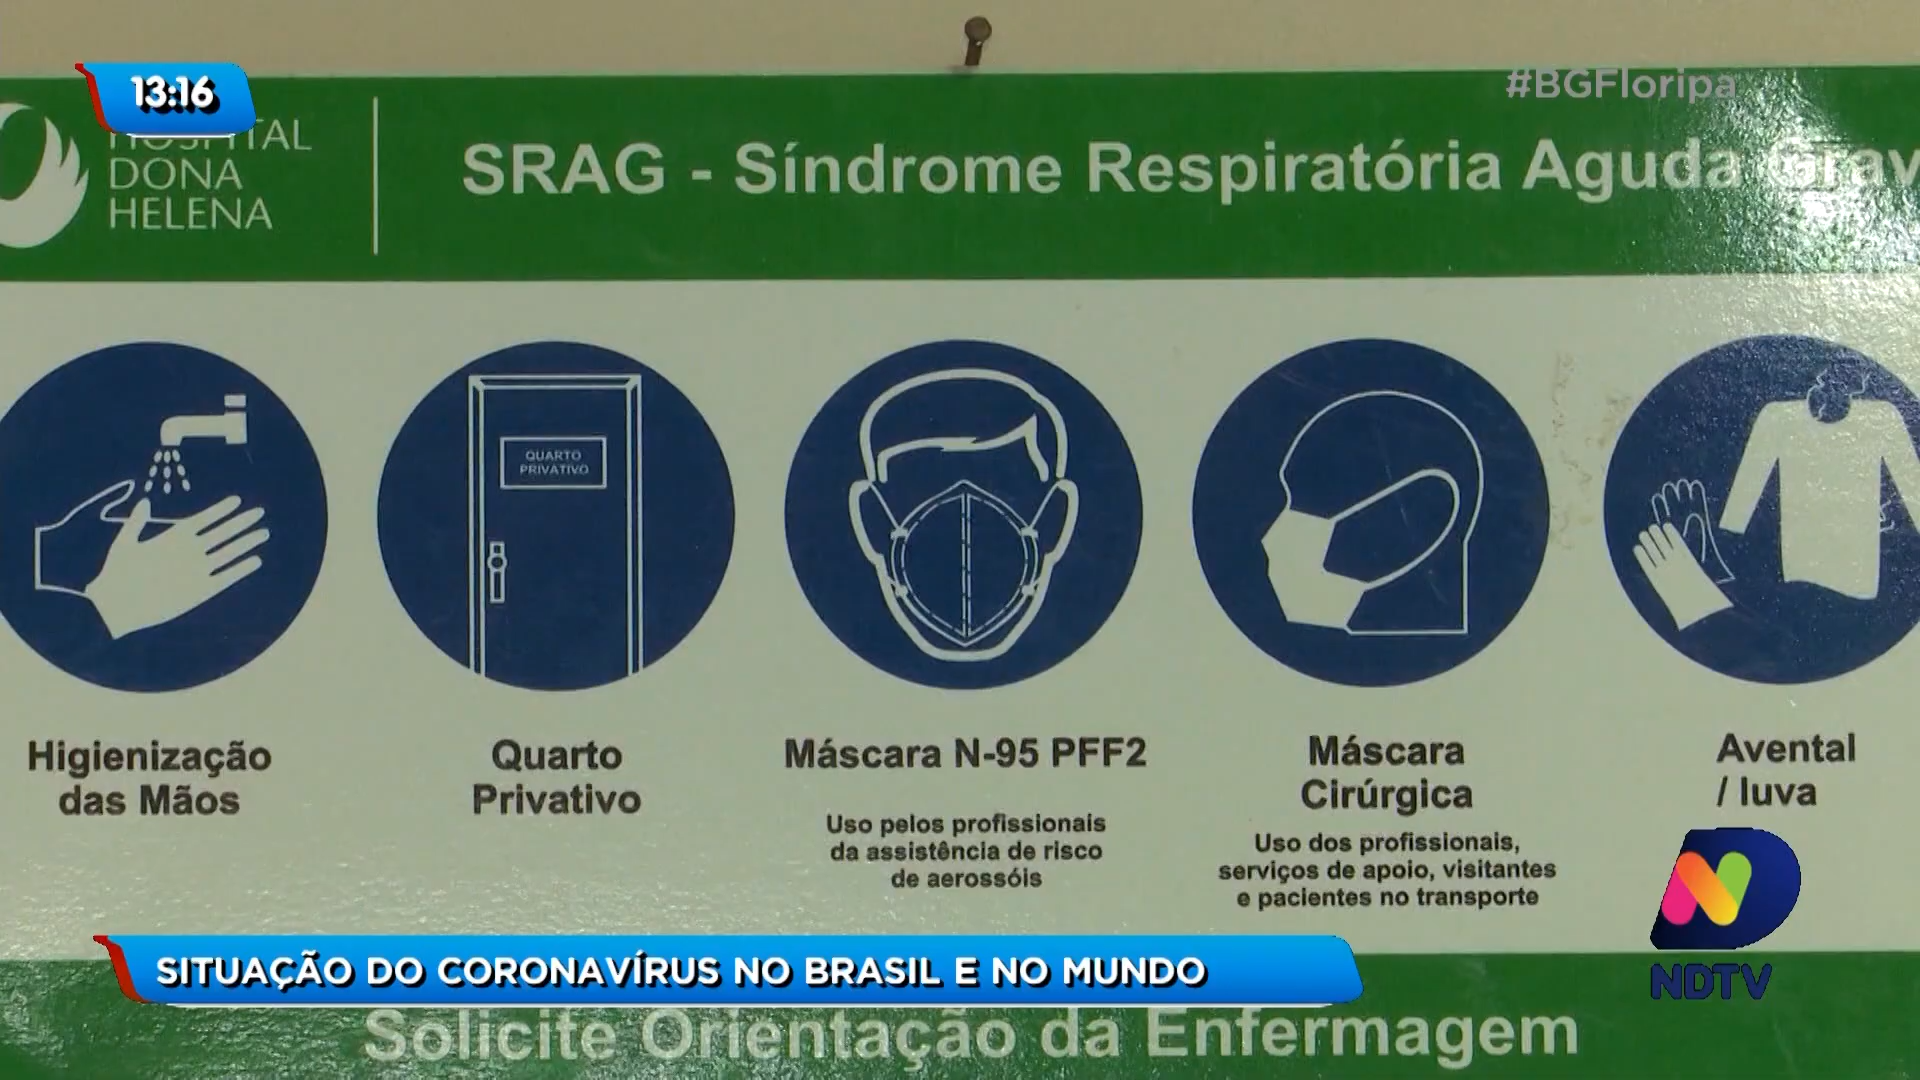 13:16
#BGFloripa
HOSPITAL
DONA
HELENA
SRAG - Síndrome Respiratória Aguda Grav
QUARTO
PRIVATIVO
Higienização
das Mãos
Quarto
Privativo
Máscara N-95 PFF2
Uso pelos profissionais
da assistência de risco
de aerossóis
Máscara
Cirúrgica
Uso dos profissionais,
serviços de apoio, visitantes
e pacientes no transporte
Avental
/ luva
SITUAÇÃO DO CORONAVÍRUS NO BRASIL E NO MUNDO
NDTV
Solicite Orientação da Enfermagem